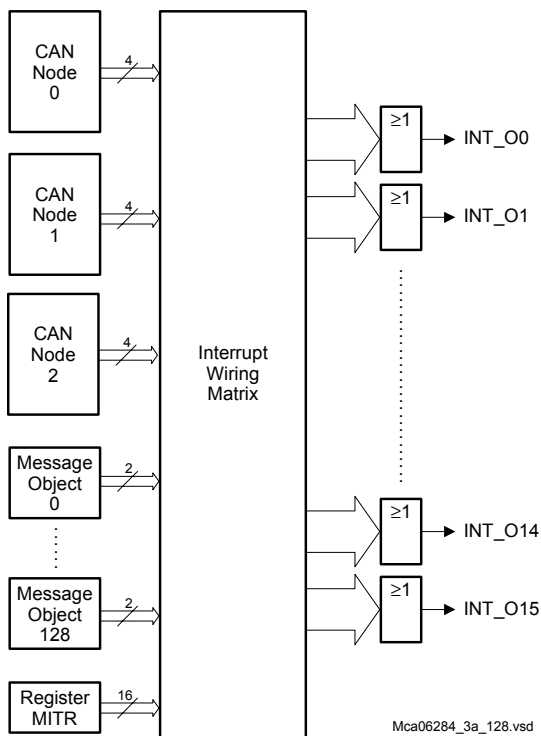 CAN
Node
0
4
CAN
Node
1
4
CAN
Node
2
4
Message
Object
0
2
Message
Object
128
2
Register
MITR
16
Interrupt
Wiring
Matrix
≥1
INT_O0
≥1
INT_O1
≥1
INT_O14
≥1
INT_O15
Mca06284_3a_128.vsd